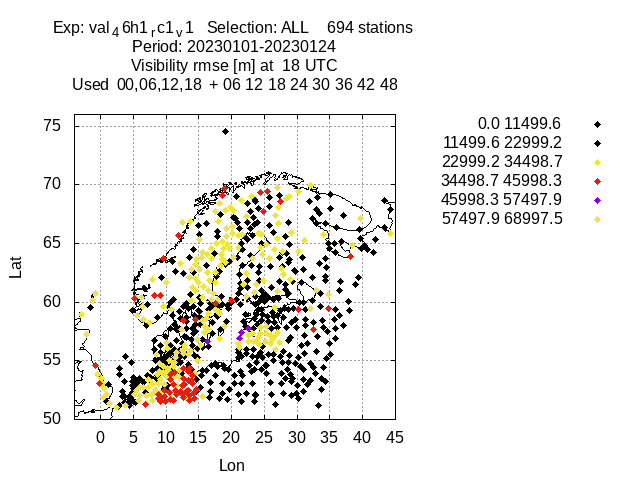 Exp: val46h1rc1v1 Selection: ALL 694 stations
Period: 20230101-20230124
Visibility rmse [m] at 18 UTC
Used 00,06,12,18 + 06 12 18 24 30 36 42 48
0.0 11499.6
11499.6 22999.2
22999.2 34498.7
34498.7 45998.3
45998.3 57497.9
57497.9 68997.5
75
70
65
60
55
50
Lat
0 5 10 15 20 25 30 35 40 45
Lon